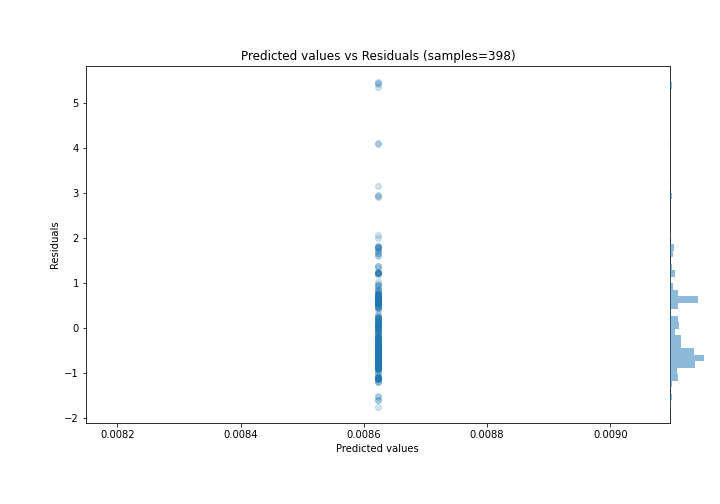 Predicted values vs Residuals (samples=398)
5
4
3
2
1
0
−1
−2
Residuals
0.0082 0.0084 0.0086 0.0088 0.0090
Predicted values